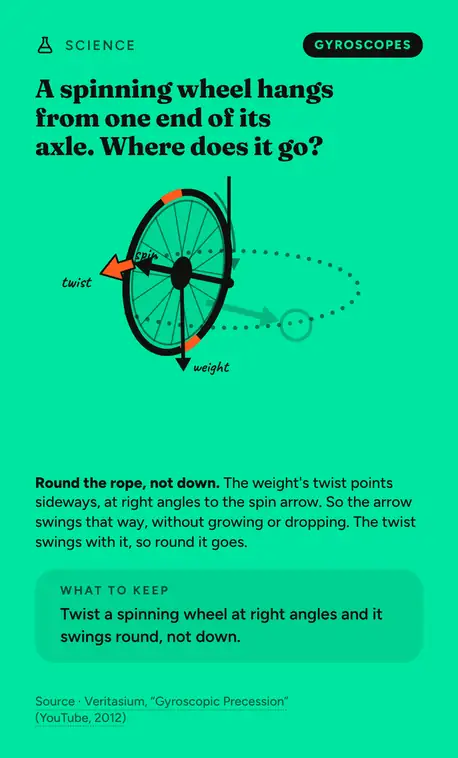 SCIENCE
GYROSCOPES
A spinning wheel hangs
from one end of its
axle. Where does it go?
spin
twist
weight
Round the rope, not down. The weight's twist points
sideways, at right angles to the spin arrow. So the arrow
swings that way, without growing or dropping. The twist
swings with it, so round it goes.
WHAT TO KEEP
Twist a spinning wheel at right angles and it
swings round, not down.
Source · Veritasium, “Gyroscopic Precession”
(YouTube, 2012)